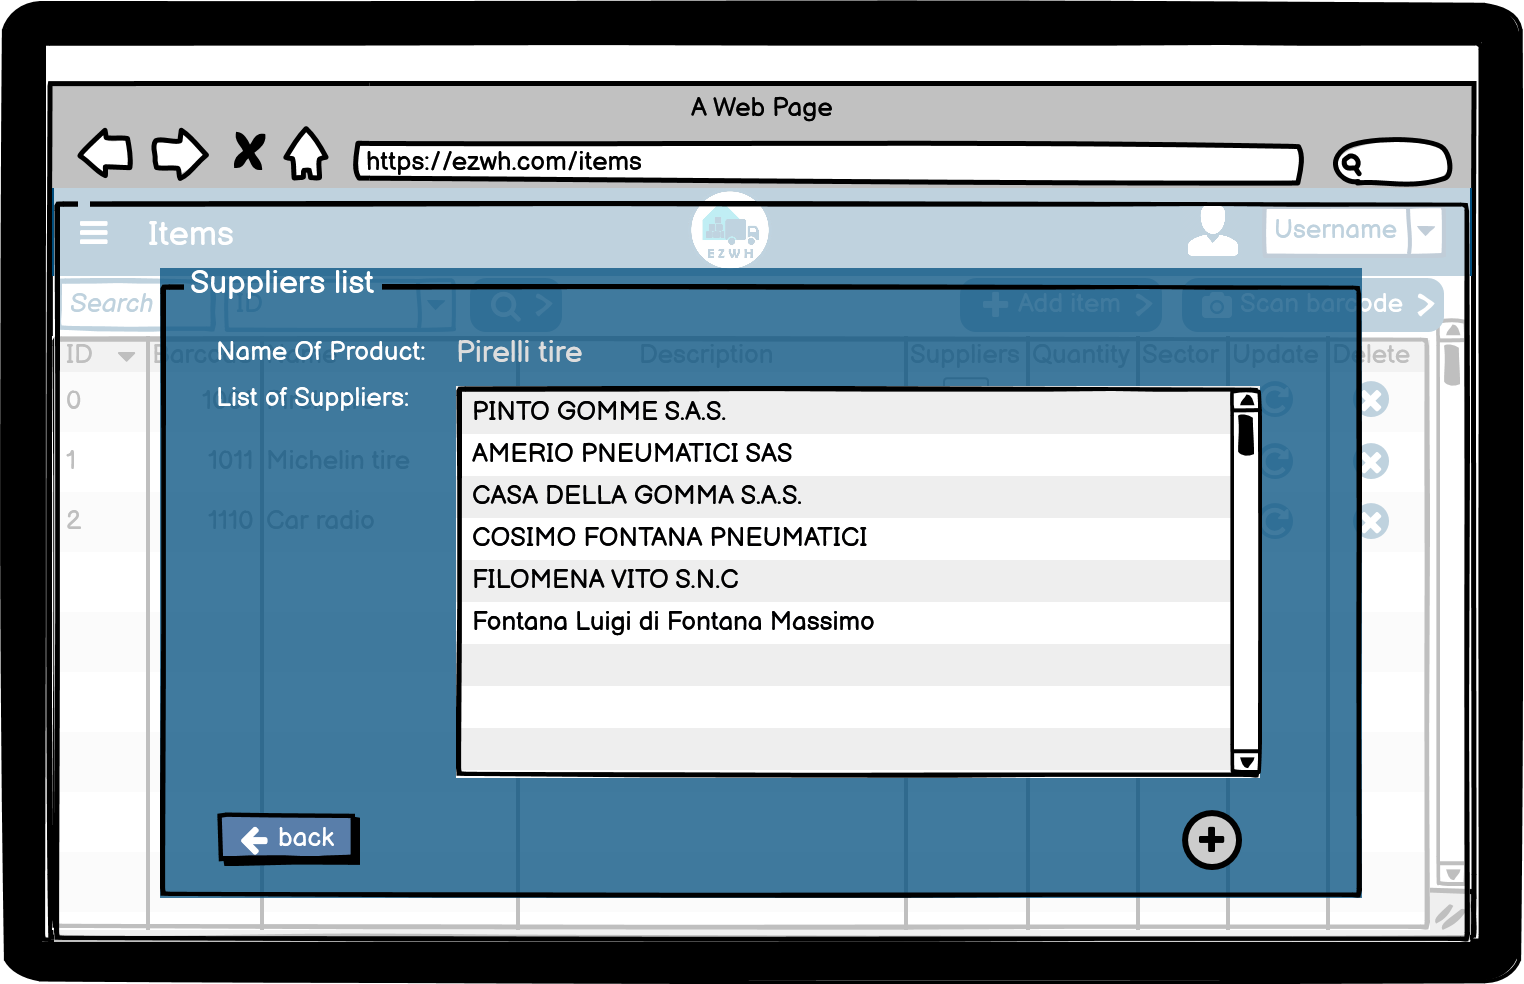 A Web Page
https://ezwh.com/items
Items
EZWH
Username
Suppliers list
Search
ID
Add item
Scan barcode
Name Of Product: Pirelli tire
ID
Description
Suppliers
Quantity
Sector
Update
Delete
List of Suppliers:
PINTO GOMME S.A.S.
AMERIO PNEUMATICI SAS
CASA DELLA GOMMA S.A.S.
COSIMO FONTANA PNEUMATICI
FILOMENA VITO S.N.C
Fontana Luigi di Fontana Massimo
0
1 1011 Michelin tire
2 1110 Car radio
back